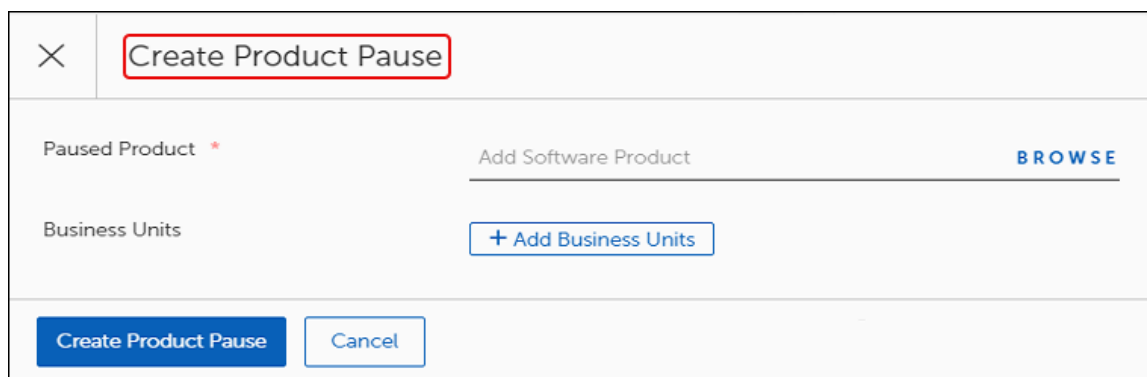 Create Product Pause
Paused Product *
Add Software Product BROWSE
Business Units
+ Add Business Units
Create Product Pause Cancel